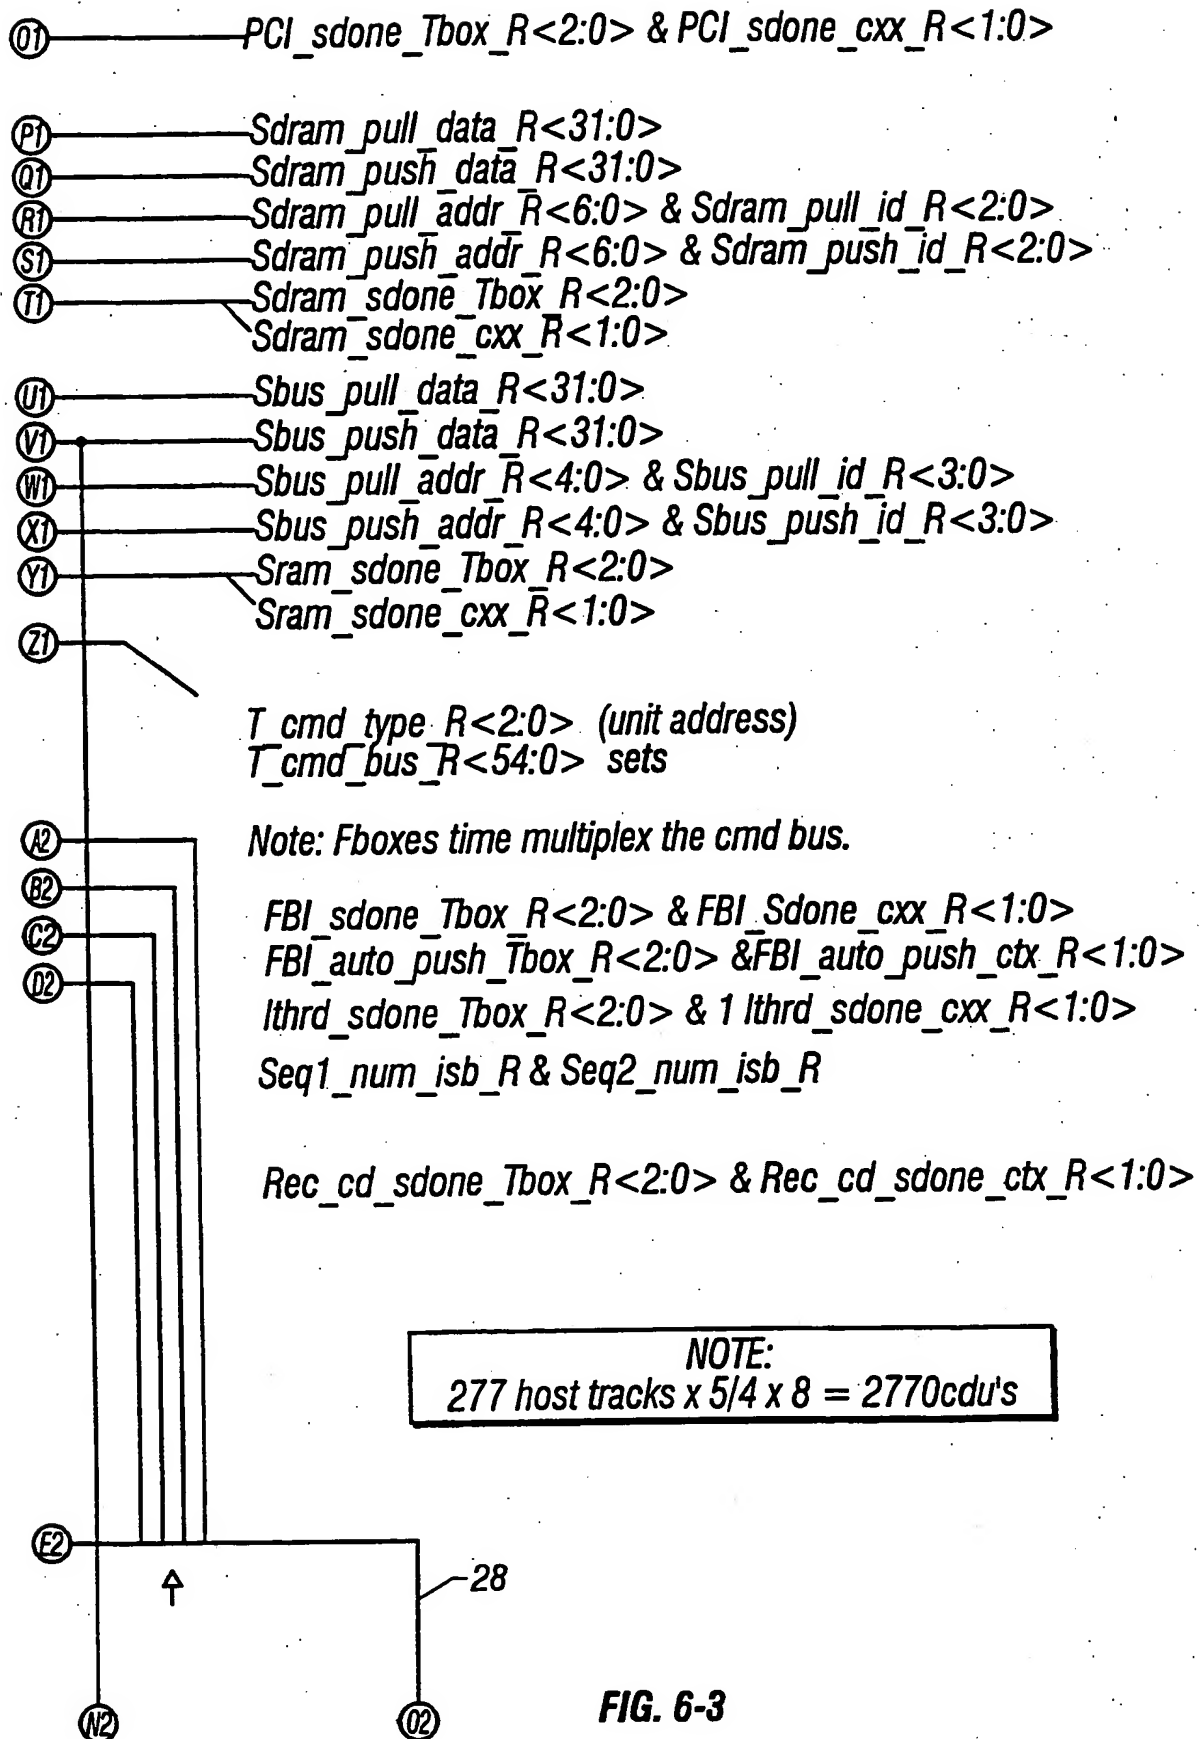 O1 PCI_sdone_Tbox_R<2:0> & PCI_sdone_cxx_R<1:0>
P1 Sdram_pull_data_R<31:0>
Q1 Sdram_push_data_R<31:0>
R1 Sdram_pull_addr_R<6:0> & Sdram_pull_id_R<2:0>
S1 Sdram_push_addr_R<6:0> & Sdram_push_id_R<2:0>
T1 Sdram_sdone_Tbox_R<2:0>
Sdram_sdone_cxx_R<1:0>
U1 Sbus_pull_data_R<31:0>
V1 Sbus_push_data_R<31:0>
W1 Sbus_pull_addr_R<4:0> & Sbus_pull_id_R<3:0>
X1 Sbus_push_addr_R<4:0> & Sbus_push_id_R<3:0>
Y1 Sram_sdone_Tbox_R<2:0>
Sram_sdone_cxx_R<1:0>
Z1
T_cmd_type_R<2:0> (unit address)
T_cmd_bus_R<54:0> sets
A2 Note: Fboxes time multiplex the cmd bus.
B2 FBI_sdone_Tbox_R<2:0> & FBI_Sdone_cxx_R<1:0>
C2 FBI_auto_push_Tbox_R<2:0> &FBI_auto_push_ctx_R<1:0>
D2 Ithrd_sdone_Tbox_R<2:0> & 1 Ithrd_sdone_cxx_R<1:0>
Seq1_num_isb_R & Seq2_num_isb_R
Rec_cd_sdone_Tbox_R<2:0> & Rec_cd_sdone_ctx_R<1:0>
NOTE:
277 host tracks x 5/4 x 8 = 2770cdu's
E2
28
N2 O2
FIG. 6-3